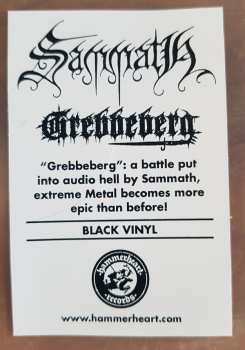 Sammath
Grebbeberg
“Grebbeberg”: a battle put
into audio hell by Sammath,
extreme Metal becomes more
epic than before!
BLACK VINYL
hammerheart
records
www.hammerheart.com